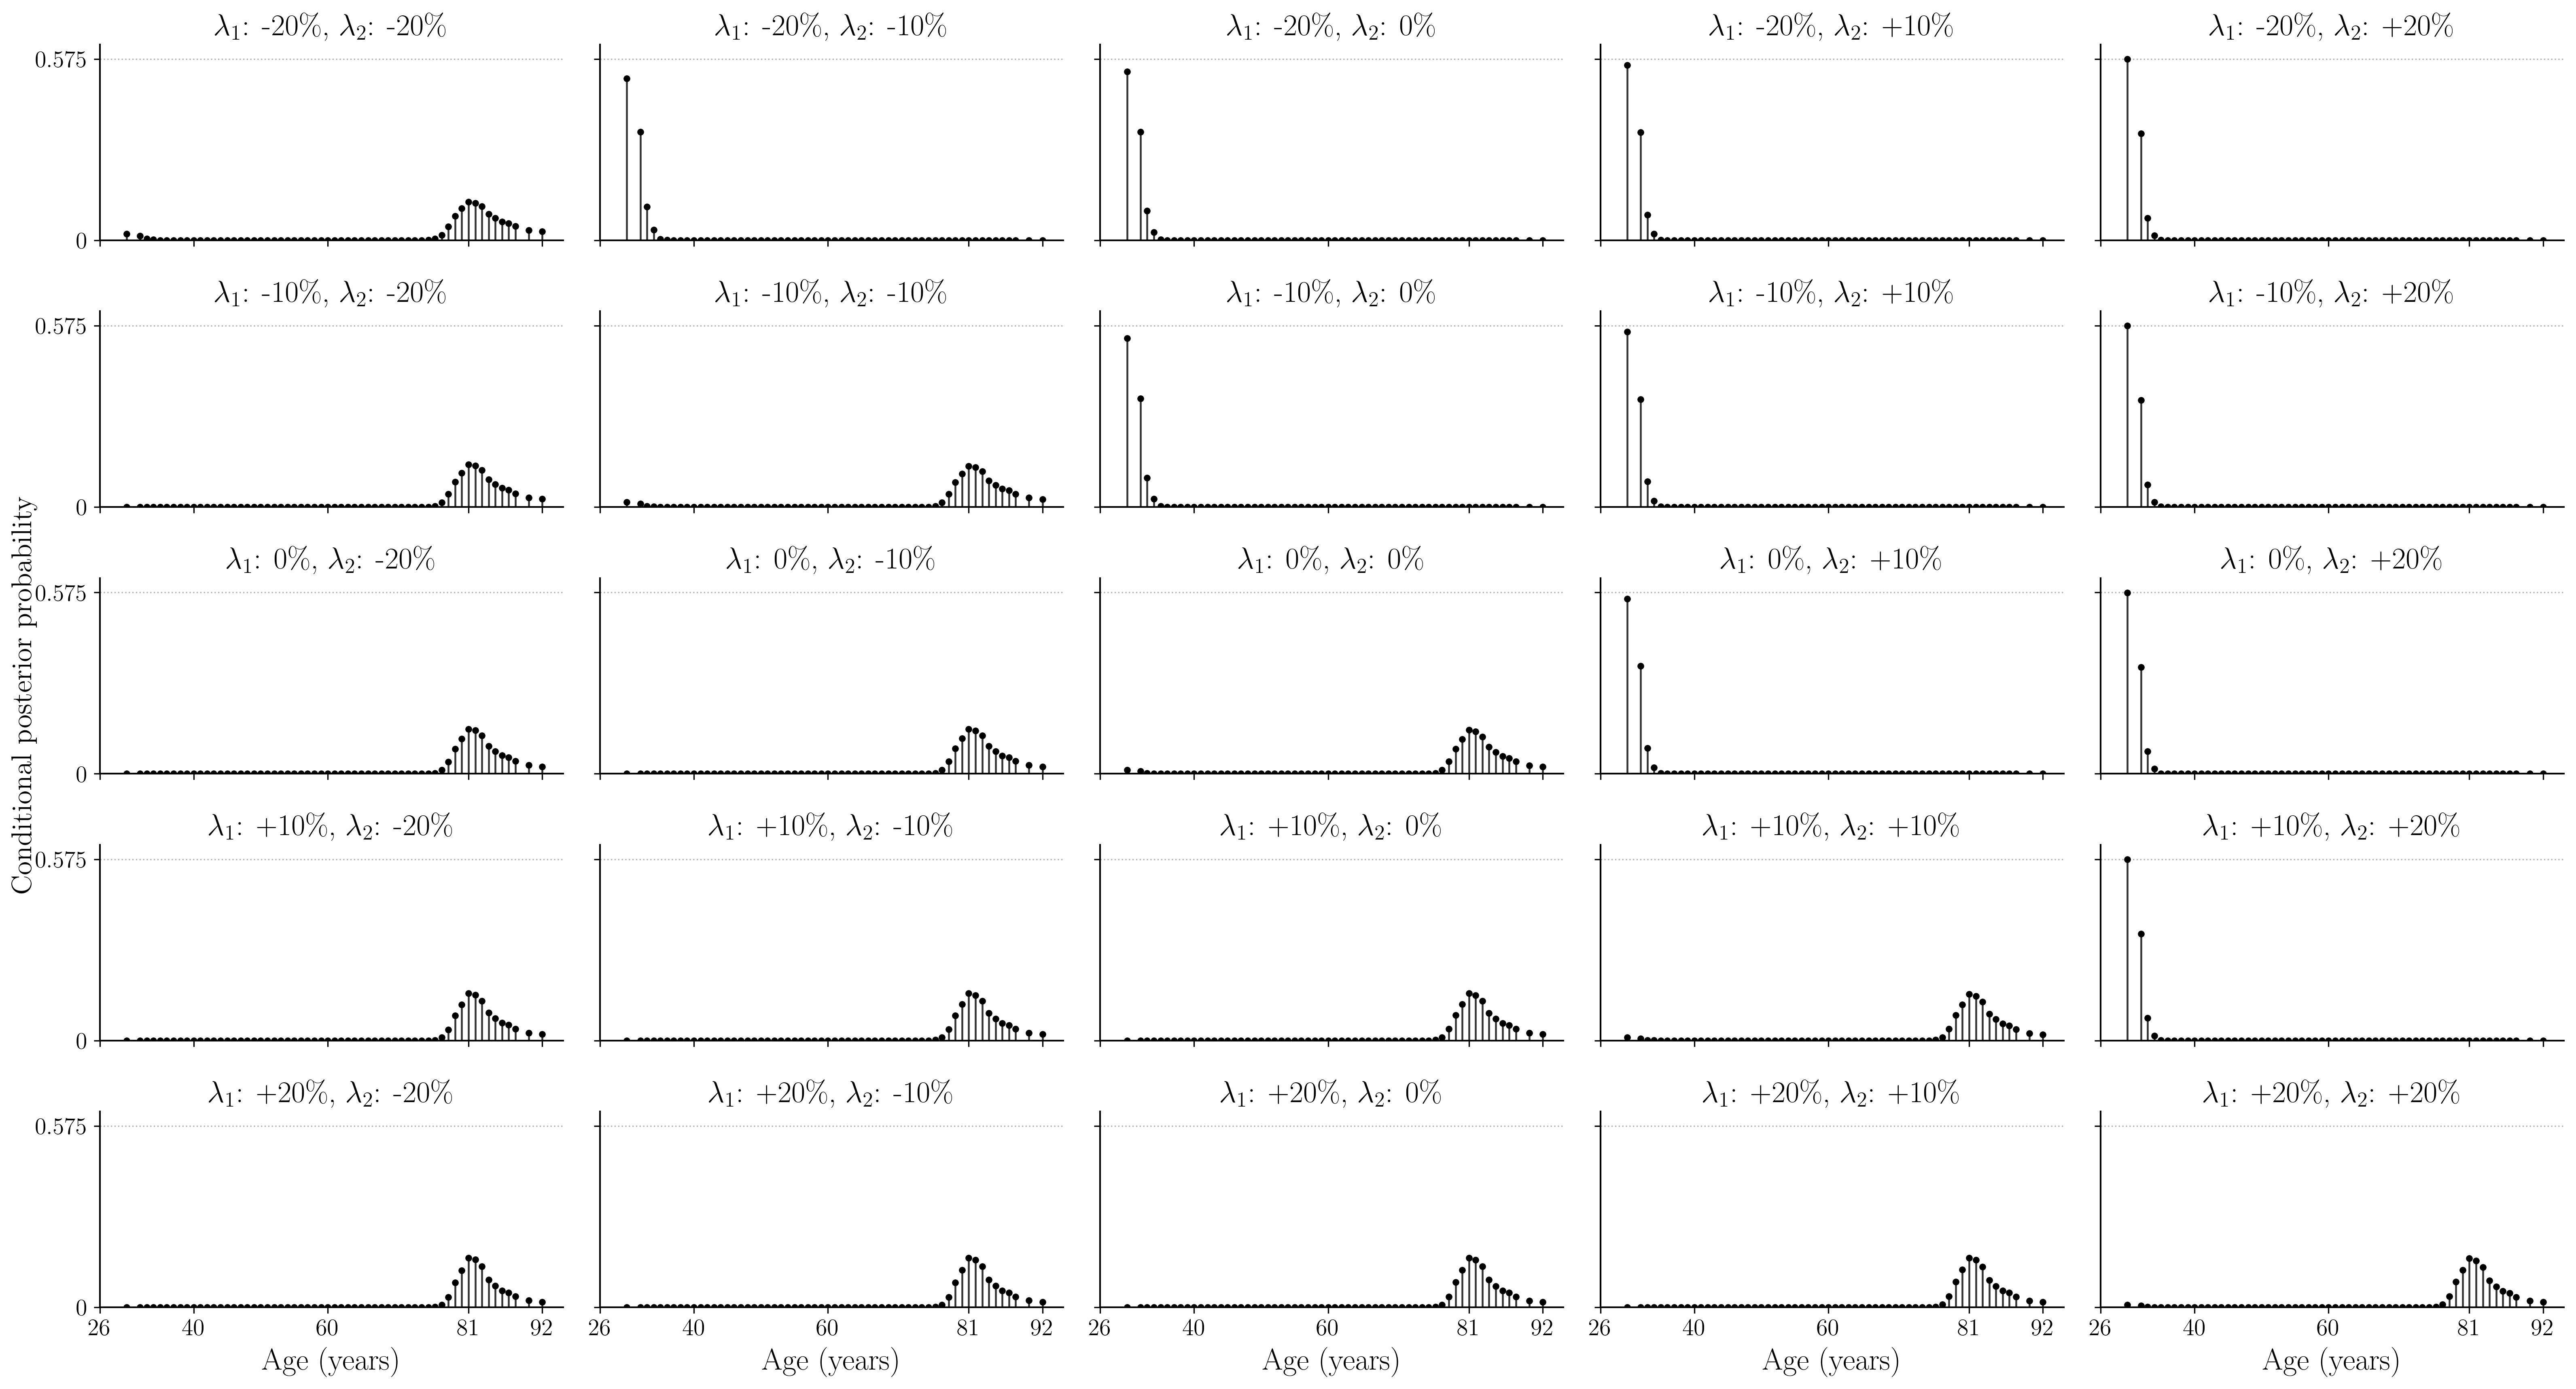 λ1: -20%, λ2: -20%
λ1: -20%, λ2: -10%
λ1: -20%, λ2: 0%
λ1: -20%, λ2: +10%
λ1: -20%, λ2: +20%
0.575
0
λ1: -10%, λ2: -20%
λ1: -10%, λ2: -10%
λ1: -10%, λ2: 0%
λ1: -10%, λ2: +10%
λ1: -10%, λ2: +20%
0.575
0
Conditional posterior probability
λ1: 0%, λ2: -20%
λ1: 0%, λ2: -10%
λ1: 0%, λ2: 0%
λ1: 0%, λ2: +10%
λ1: 0%, λ2: +20%
0.575
0
λ1: +10%, λ2: -20%
λ1: +10%, λ2: -10%
λ1: +10%, λ2: 0%
λ1: +10%, λ2: +10%
λ1: +10%, λ2: +20%
0.575
0
λ1: +20%, λ2: -20%
λ1: +20%, λ2: -10%
λ1: +20%, λ2: 0%
λ1: +20%, λ2: +10%
λ1: +20%, λ2: +20%
0.575
0
26 40 60 81 92
26 40 60 81 92
26 40 60 81 92
26 40 60 81 92
26 40 60 81 92
Age (years)
Age (years)
Age (years)
Age (years)
Age (years)